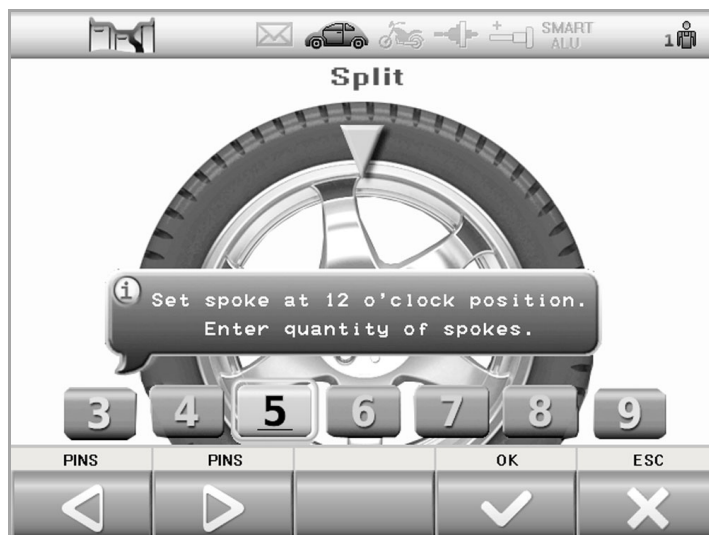 SMART
ALU
1
Split
i
Set spoke at 12 o'clock position.
Enter quantity of spokes.
3 4 5 6 7 8 9
PINS PINS OK ESC